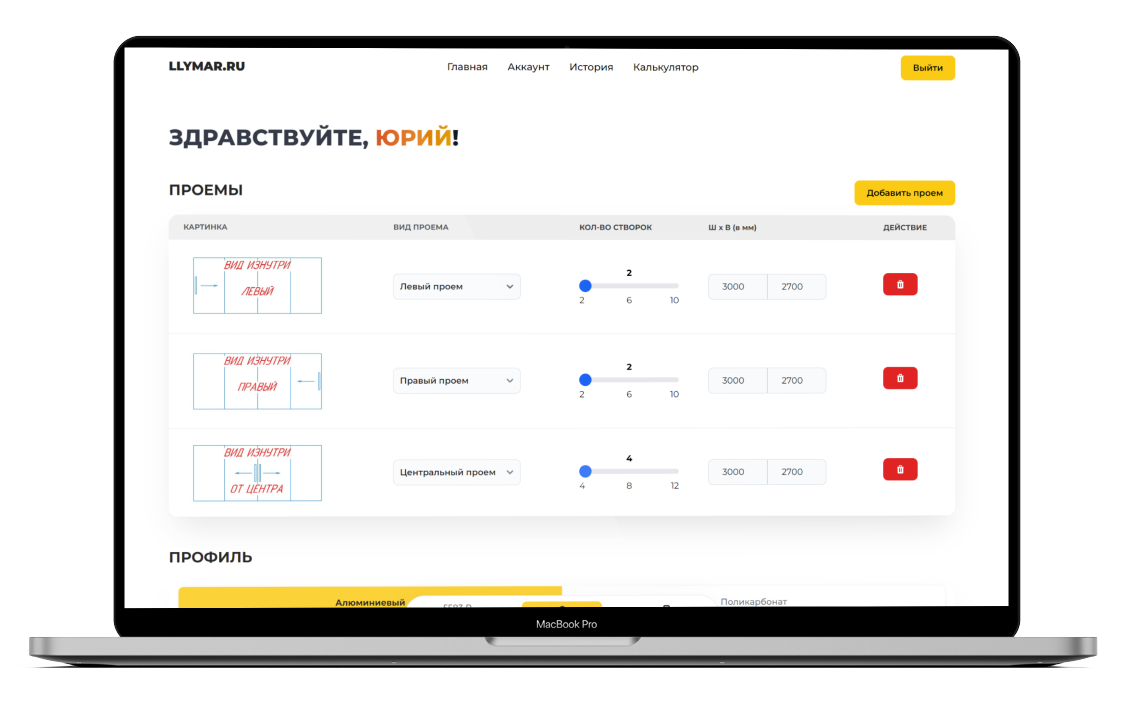 LLYMAR.RU Главная Аккаунт История Калькулятор Выйти
ЗДРАВСТВУЙТЕ, ЮРИЙ!
ПРОЕМЫ Добавить проем
КАРТИНКА ВИД ПРОЕМА КОЛ-ВО СТВОРОК Ш х В (в мм) ДЕЙСТВИЕ
ВИД ИЗНУТРИ
ЛЕВЫЙ
Левый проем
2
2 6 10
3000 2700
ВИД ИЗНУТРИ
ПРАВЫЙ
Правый проем
2
2 6 10
3000 2700
ВИД ИЗНУТРИ
ОТ ЦЕНТРА
Центральный проем
4
4 8 12
3000 2700
ПРОФИЛЬ
Алюминиевый Поликарбонат
MacBook Pro